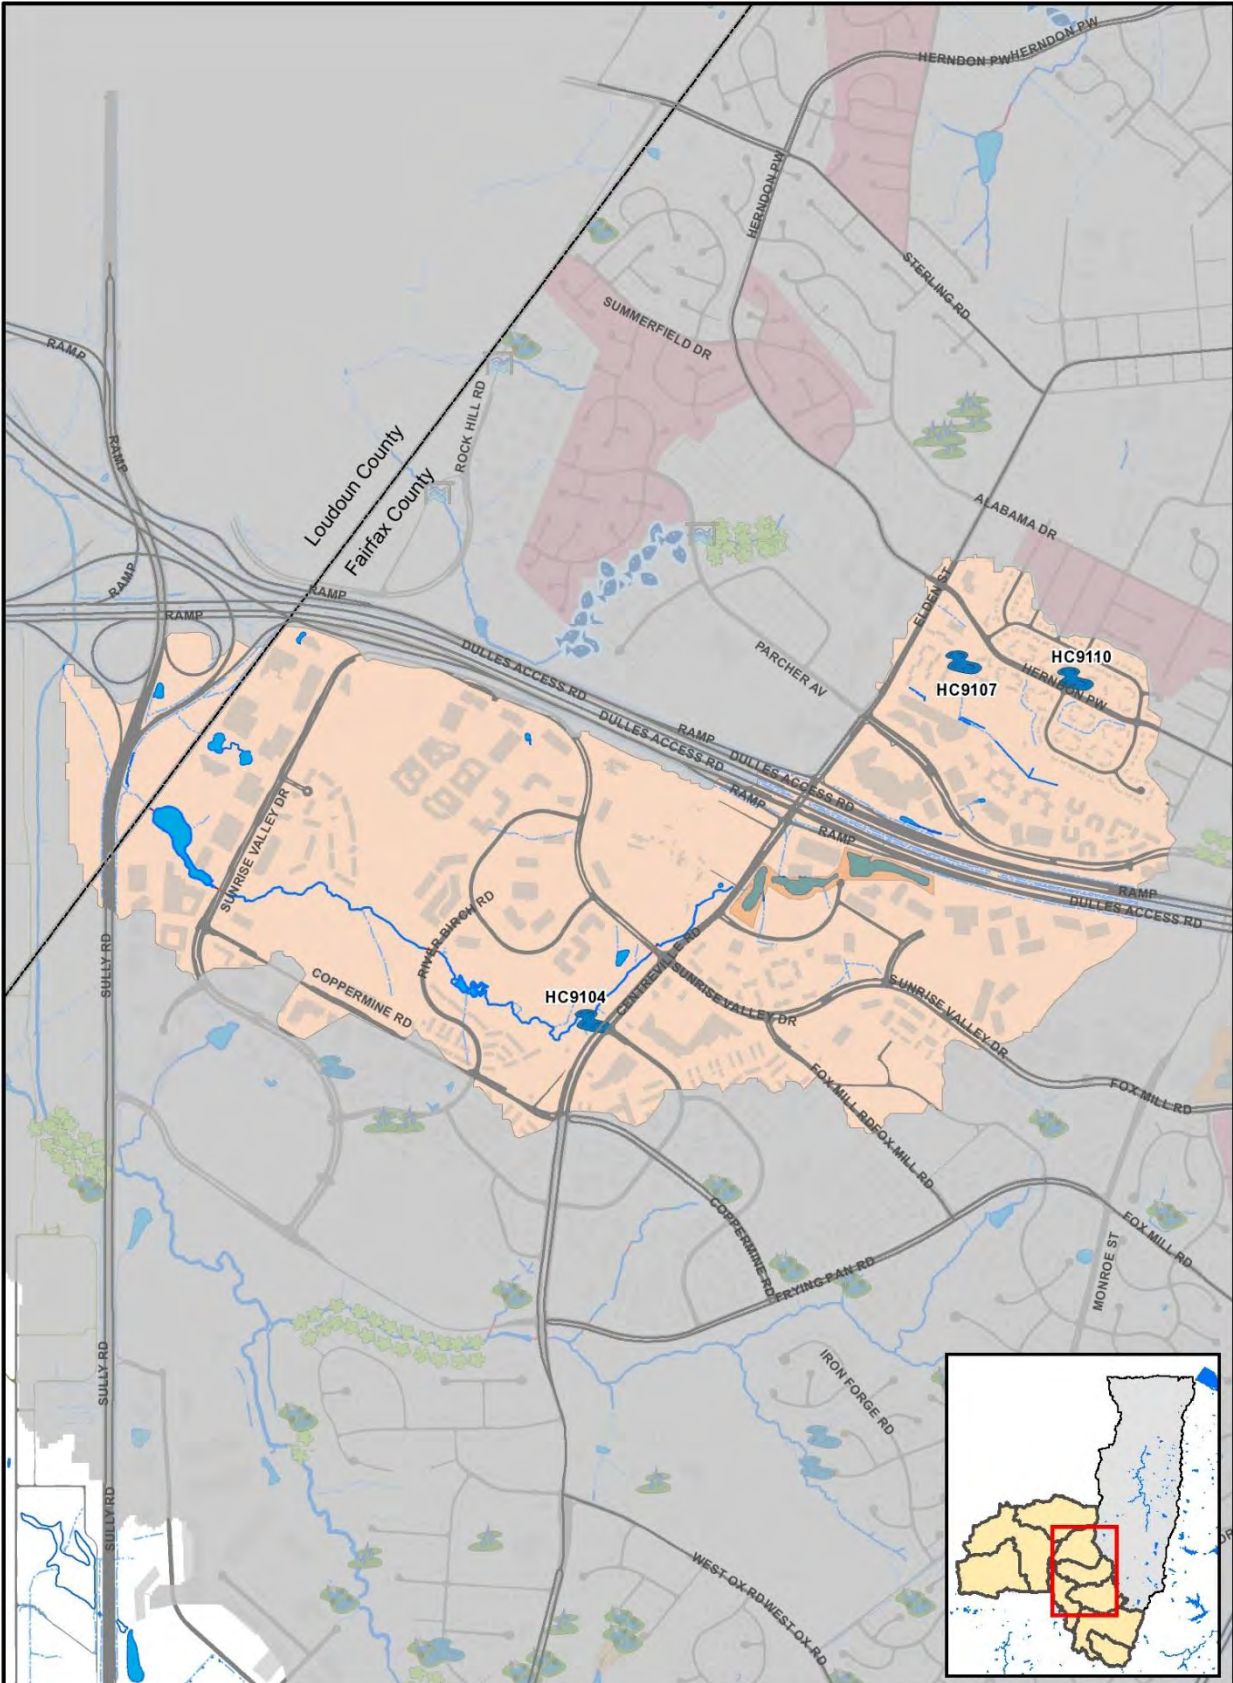 HERNDON PW
HERNDON PW
HERNDON PW
STERLING RD
SUMMERFIELD DR
RAMP
RAMP
ROCK HILL RD
Loudoun County
Fairfax County
ALABAMA DR
RAMP
RAMP
RAMP
ELDEN ST
DULLES ACCESS RD
PARCHER AV
HC9110
HC9107
HERNDON PW
DULLES ACCESS RD
RAMP
DULLES ACCESS RD
RAMP
RAMP
SUNRISE VALLEY DR
RIVER BIRCH RD
RAMP
DULLES ACCESS RD
SULLY RD
COPPERMINE RD
HC9104
CENTREVILLE RD
SUNRISE VALLEY DR
SUNRISE VALLEY DR
FOX MILL RD
FOX MILL RD
FOX MILL RD
COPPERMINE RD
FRYING PAN RD
FOX MILL RD
MONROE ST
SULLY RD
IRON FORGE RD
SULLY RD
WEST OX RD
WEST OX RD